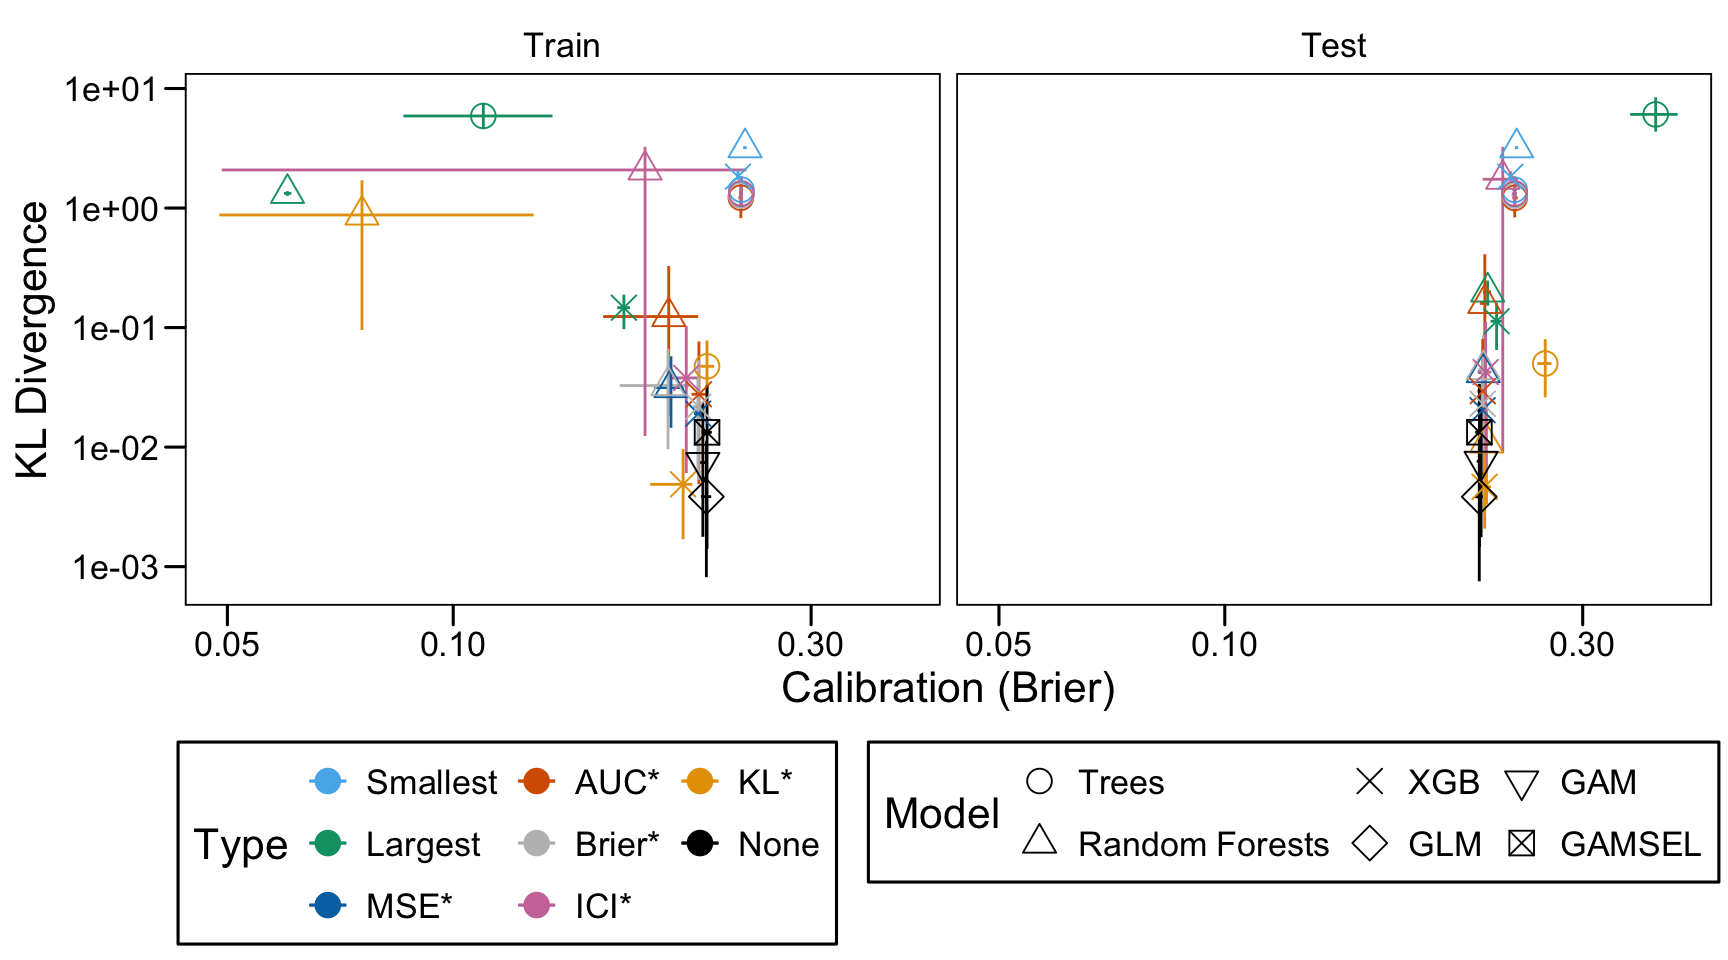 Train
Test
1e+01
1e+00
1e-01
1e-02
1e-03
KL Divergence
0.05 0.10 0.30
0.05 0.10 0.30
Calibration (Brier)
Type
Smallest AUC* KL*
Largest Brier* None
MSE* ICI*
Model
Trees XGB GAM
Random Forests GLM GAMSEL